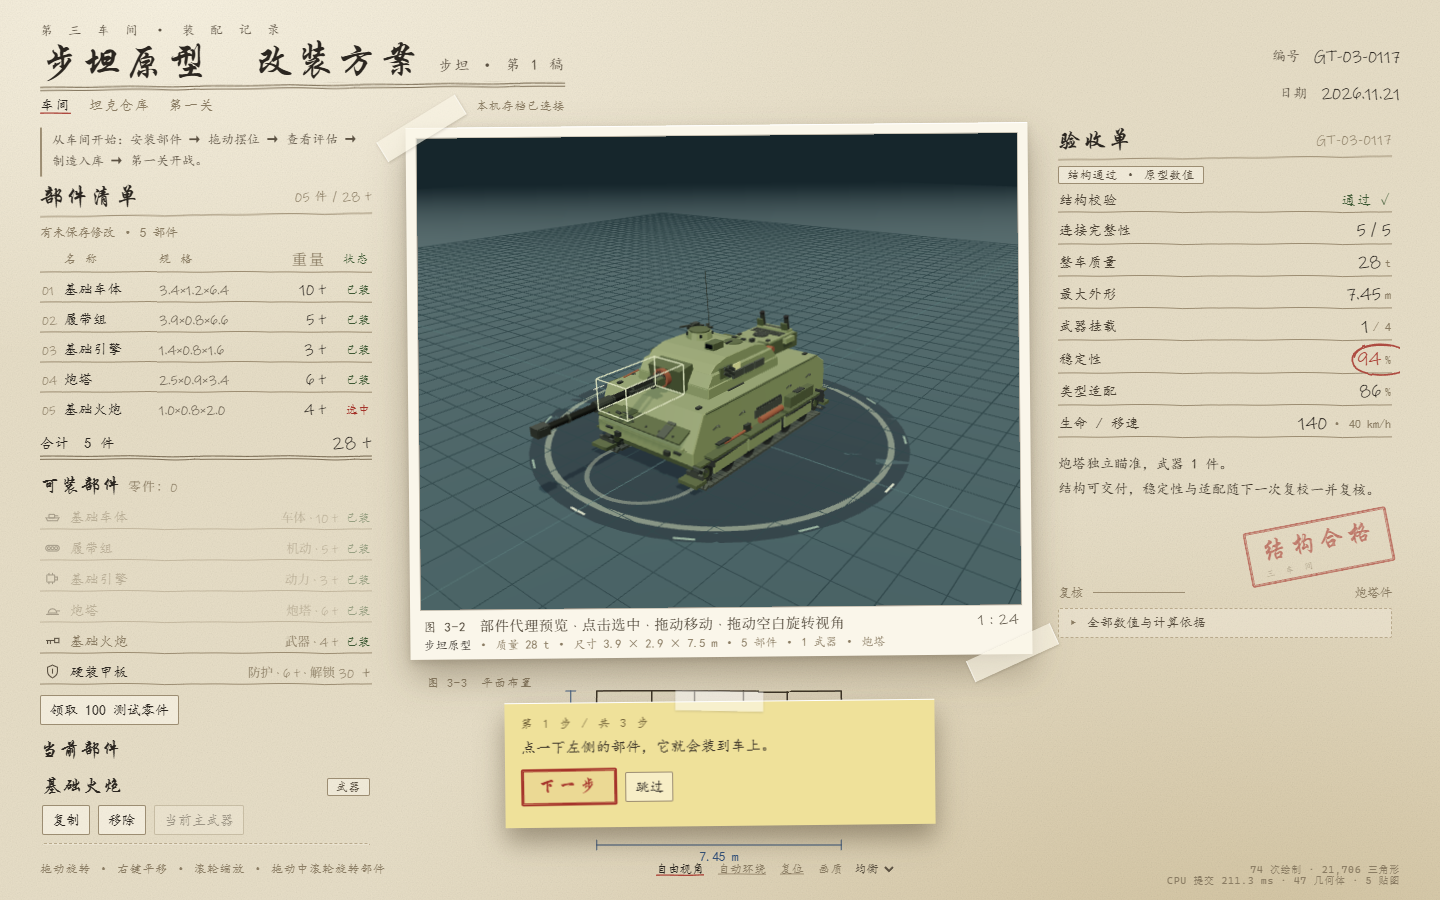 第三车间 · 装配记录
步坦原型 改装方案 步坦 · 第 1 稿
编号 GT-03-0117
日期 2026.11.21
车间 坦克仓库 第一关 本机存档已连接
从车间开始：安装部件 → 拖动摆位 → 查看评估 →
制造入库 → 第一关开战。
部件清单 05 件 / 28 t
有未保存修改 · 5 部件
名称 规格 重量 状态
01 基础车体 3.4×1.2×6.4 10 t 已装
02 履带组 3.9×0.8×6.6 5 t 已装
03 基础引擎 1.4×0.8×1.6 3 t 已装
04 炮塔 2.5×0.9×3.4 6 t 已装
05 基础火炮 1.0×0.8×2.0 4 t 选中
合计 5 件 28 t
可装部件 零件: 0
基础车体 车体 · 10 t 已装
履带组 机动 · 5 t 已装
基础引擎 动力 · 3 t 已装
炮塔 炮塔 · 6 t 已装
基础火炮 武器 · 4 t 已装
硬装甲板 防护 · 6 t · 解锁 30 t
领取 100 测试零件
当前部件
基础火炮 武器
复制 移除 当前主武器
拖动旋转 · 右键平移 · 滚轮缩放 · 拖动中滚轮旋转部件
图 3-2 部件代理预览 · 点击选中 · 拖动移动 · 拖动空白旋转视角 1 : 24
步坦原型 · 质量 28 t · 尺寸 3.9 × 2.9 × 7.5 m · 5 部件 · 1 武器 · 炮塔
图 3-3 平面布置
第 1 步 / 共 3 步
点一下左侧的部件，它就会装到车上。
下一步 跳过
7.45 m
自由视角 自动环绕 复位 画质 均衡
验收单 GT-03-0117
结构通过 · 原型数值
结构校验 通过 √
连接完整性 5 / 5
整车质量 28 t
最大外形 7.45 m
武器挂载 1 / 4
稳定性 94 %
类型适配 86 %
生命 / 移速 140 · 40 km/h
炮塔独立瞄准，武器 1 件。
结构可交付，稳定性与适配随下一次复校一并复核。
结构合格
三车间
复核 炮塔件
▸ 全部数值与计算依据
74 次绘制 · 21,706 三角形
CPU 提交 211.3 ms · 47 几何体 · 5 贴图